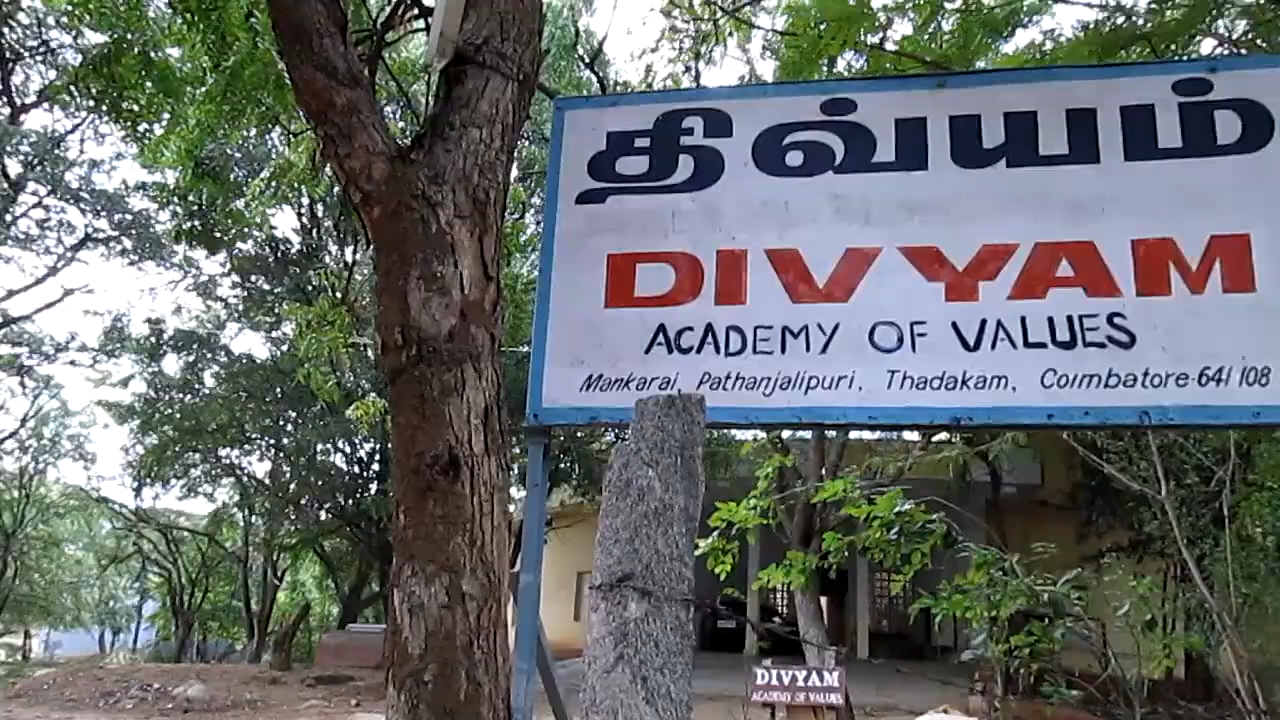 திவ்யம்
DIVYAM
ACADEMY OF VALUES
Mankarai, Pathanjalipuri, Thadakam, Coimbatore-641 108
DIVYAM
ACADEMY OF VALUES